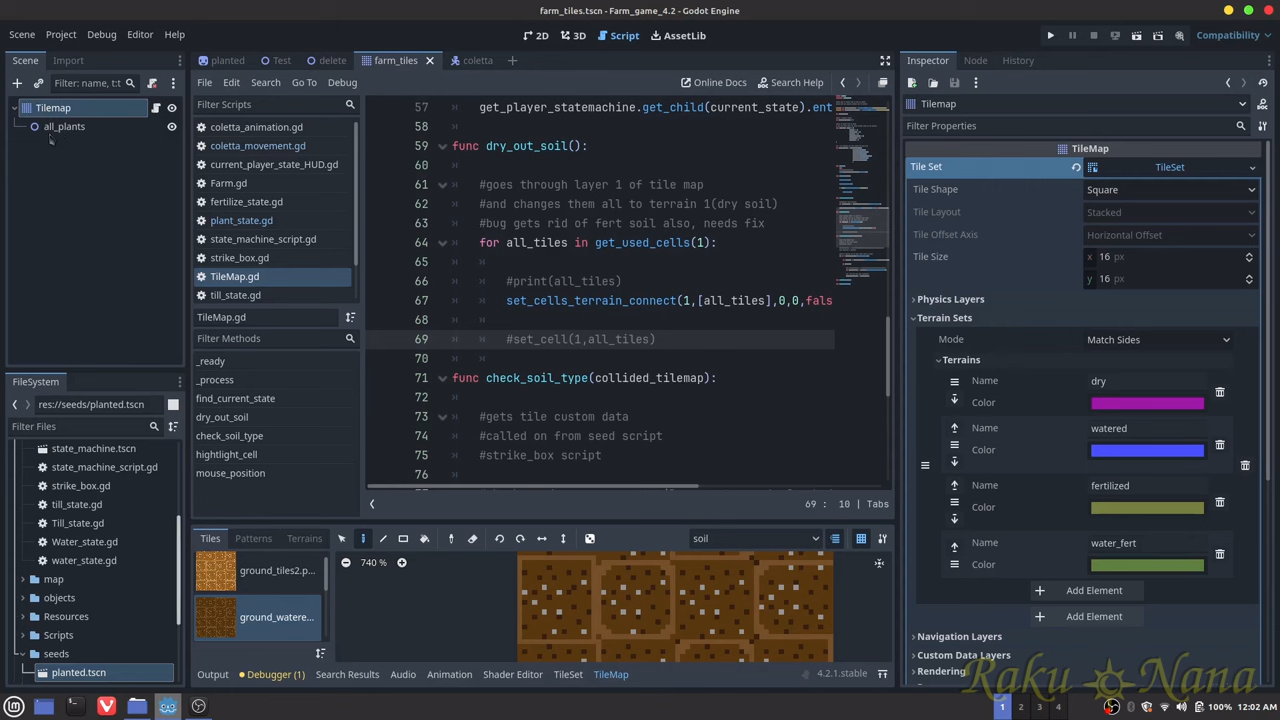 farm_tiles.tscn - Farm_game_4.2 - Godot Engine
Scene Project Debug Editor Help
2D 3D Script AssetLib
Compatibility
Scene Import
Filter: name, t:t
Tilemap
all_plants
planted Test delete farm_tiles coletta
File Edit Search Go To Debug
Online Docs Search Help
Filter Scripts
coletta_animation.gd
coletta_movement.gd
current_player_state_HUD.gd
Farm.gd
fertilize_state.gd
plant_state.gd
state_machine_script.gd
strike_box.gd
TileMap.gd
till_state.gd
TileMap.gd
Filter Methods
_ready
_process
find_current_state
dry_out_soil
check_soil_type
hightlight_cell
mouse_position
57 get_player_statemachine.get_child(current_state).ent
58
59 func dry_out_soil():
60
61 #goes through layer 1 of tile map
62 #and changes them all to terrain 1(dry soil)
63 #bug gets rid of fert soil also, needs fix
64 for all_tiles in get_used_cells(1):
65
66 #print(all_tiles)
67 set_cells_terrain_connect(1,[all_tiles],0,0,fals
68
69 #set_cell(1,all_tiles)
70
71 func check_soil_type(collided_tilemap):
72
73 #gets tile custom data
74 #called on from seed script
75 #strike_box script
76
69 : 10 | Tabs
FileSystem
res://seeds/planted.tscn
Filter Files
state_machine.tscn
state_machine_script.gd
strike_box.gd
till_state.gd
Till_state.gd
Water_state.gd
water_state.gd
map
objects
Resources
Scripts
seeds
planted.tscn
Tiles Patterns Terrains
soil
ground_tiles2.p...
ground_watere...
740 %
Output Debugger (1) Search Results Audio Animation Shader Editor TileSet TileMap
4.2.1.stable
Inspector Node History
Tilemap
Filter Properties
TileMap
Tile Set TileSet
Tile Shape Square
Tile Layout Stacked
Tile Offset Axis Horizontal Offset
Tile Size x 16 px
y 16 px
Physics Layers
Terrain Sets
Mode Match Sides
Terrains
Name dry
Color
Name watered
Color
Name fertilized
Color
Name water_fert
Color
Add Element
Add Element
Navigation Layers
Custom Data Layers
Rendering
Raku Nana
1 2 3 4
100% 12:02 AM